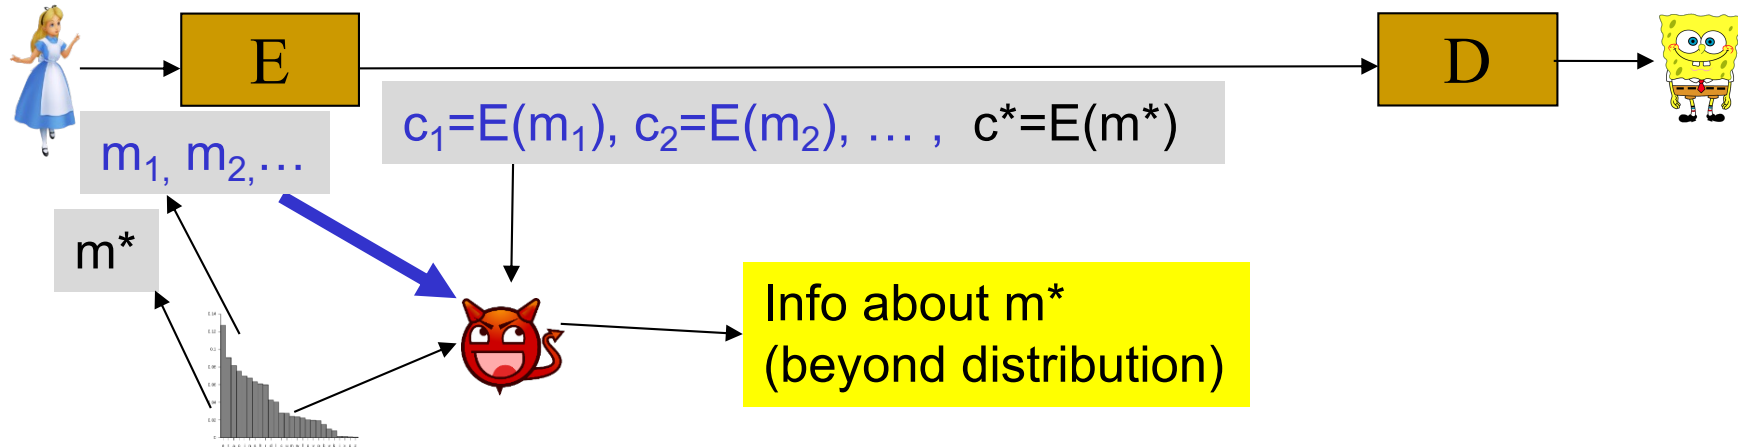 E
D
c₁=E(m₁), c₂=E(m₂), … , c*=E(m*)
m₁, m₂,…
m*
Info about m*
(beyond distribution)